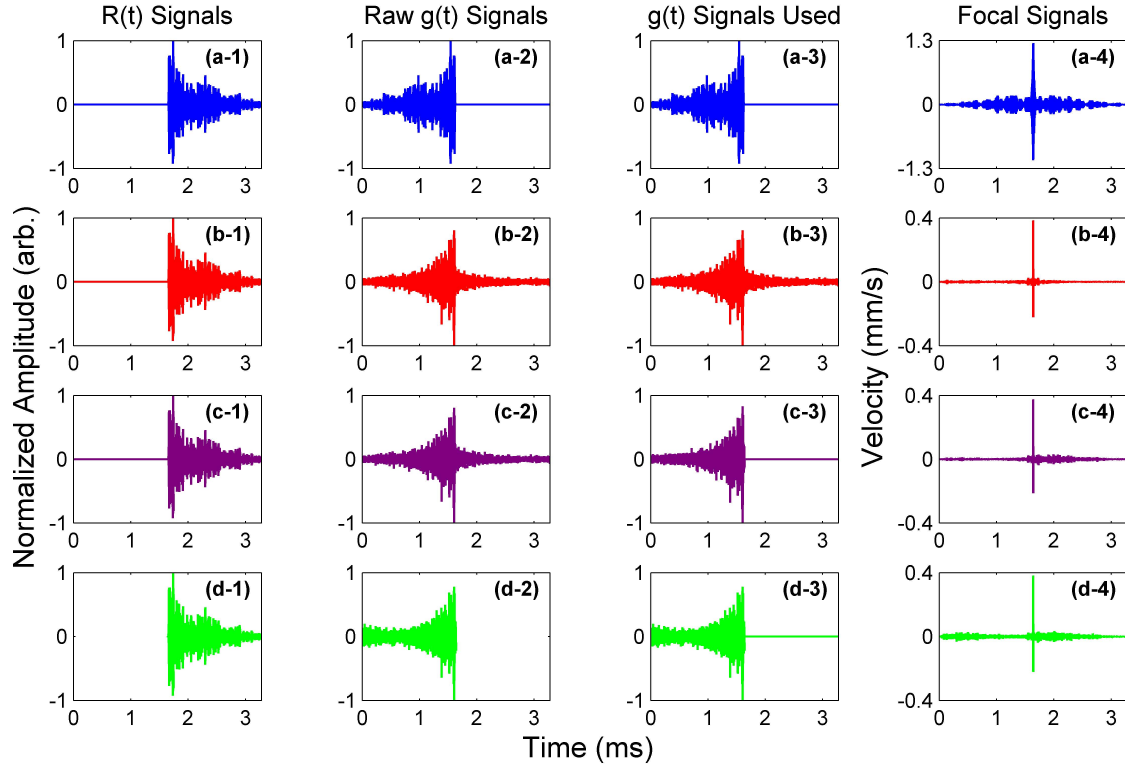 R(t) Signals
Raw g(t) Signals
g(t) Signals Used
Focal Signals
1
0
-1
0 1 2 3
(a-1)
1
0
-1
0 1 2 3
(a-2)
1
0
-1
0 1 2 3
(a-3)
1.3
0
-1.3
0 1 2 3
(a-4)
1
0
-1
0 1 2 3
(b-1)
1
0
-1
0 1 2 3
(b-2)
1
0
-1
0 1 2 3
(b-3)
0.4
0
-0.4
0 1 2 3
(b-4)
1
0
-1
0 1 2 3
(c-1)
1
0
-1
0 1 2 3
(c-2)
1
0
-1
0 1 2 3
(c-3)
0.4
0
-0.4
0 1 2 3
(c-4)
1
0
-1
0 1 2 3
(d-1)
1
0
-1
0 1 2 3
(d-2)
1
0
-1
0 1 2 3
(d-3)
0.4
0
-0.4
0 1 2 3
(d-4)
Normalized Amplitude (arb.)
Velocity (mm/s)
Time (ms)